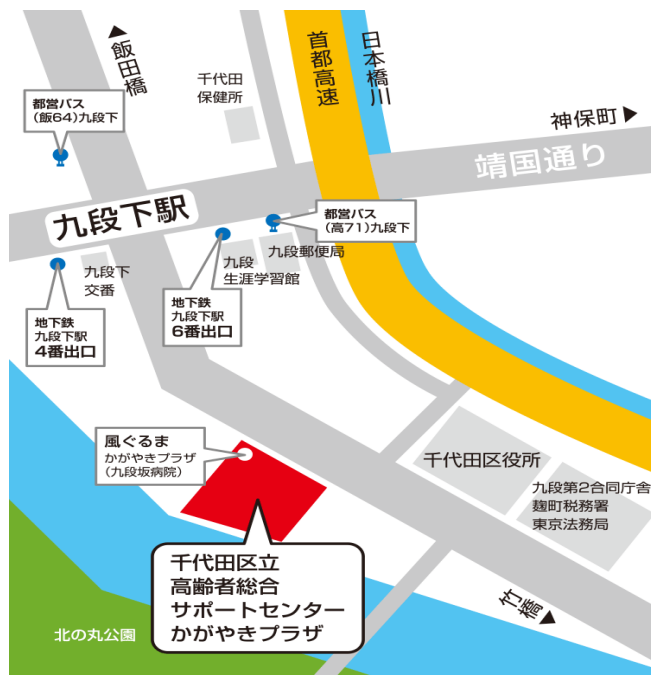 ▲飯田橋
千代田
保健所
首都高速
日本橋川
都営バス
(飯64)九段下
神保町▶
靖国通り
九段下駅
都営バス
(高71)九段下
九段郵便局
九段
生涯学習館
九段下
交番
地下鉄
九段下駅
6番出口
地下鉄
九段下駅
4番出口
風ぐるま
かがやきプラザ
(九段坂病院)
千代田区役所
九段第2合同庁舎
麹町税務署
東京法務局
千代田区立
高齢者総合
サポートセンター
かがやきプラザ
竹橋▼
北の丸公園